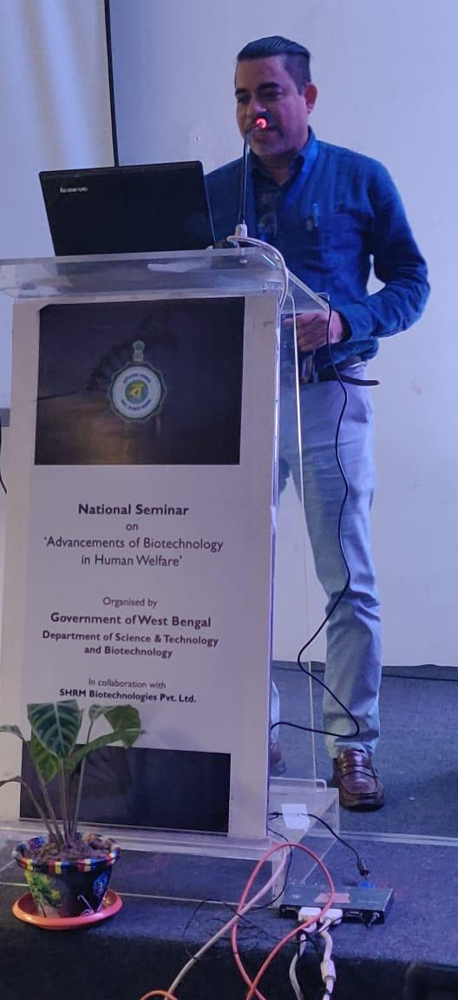 lenovo
National Seminar
on
'Advancements of Biotechnology
in Human Welfare'
Organised by
Government of West Bengal
Department of Science & Technology
and Biotechnology
In collaboration with
SHRM Biotechnologies Pvt. Ltd.